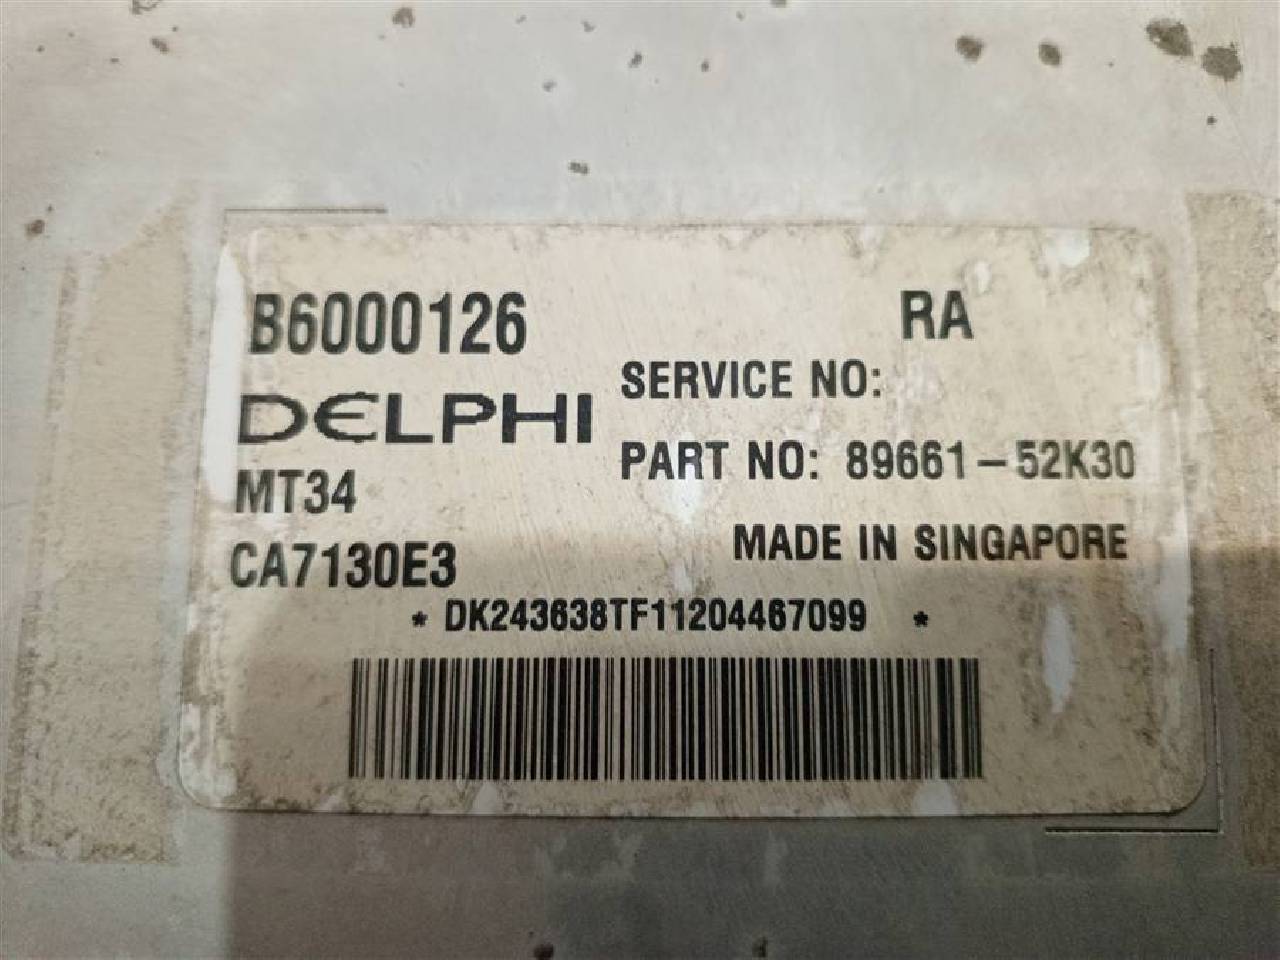 B6000126
RA
SERVICE NO:
DELPHI
PART NO: 89661-52K30
MT34
MADE IN SINGAPORE
CA7130E3
* DK243638TF11204467099 *